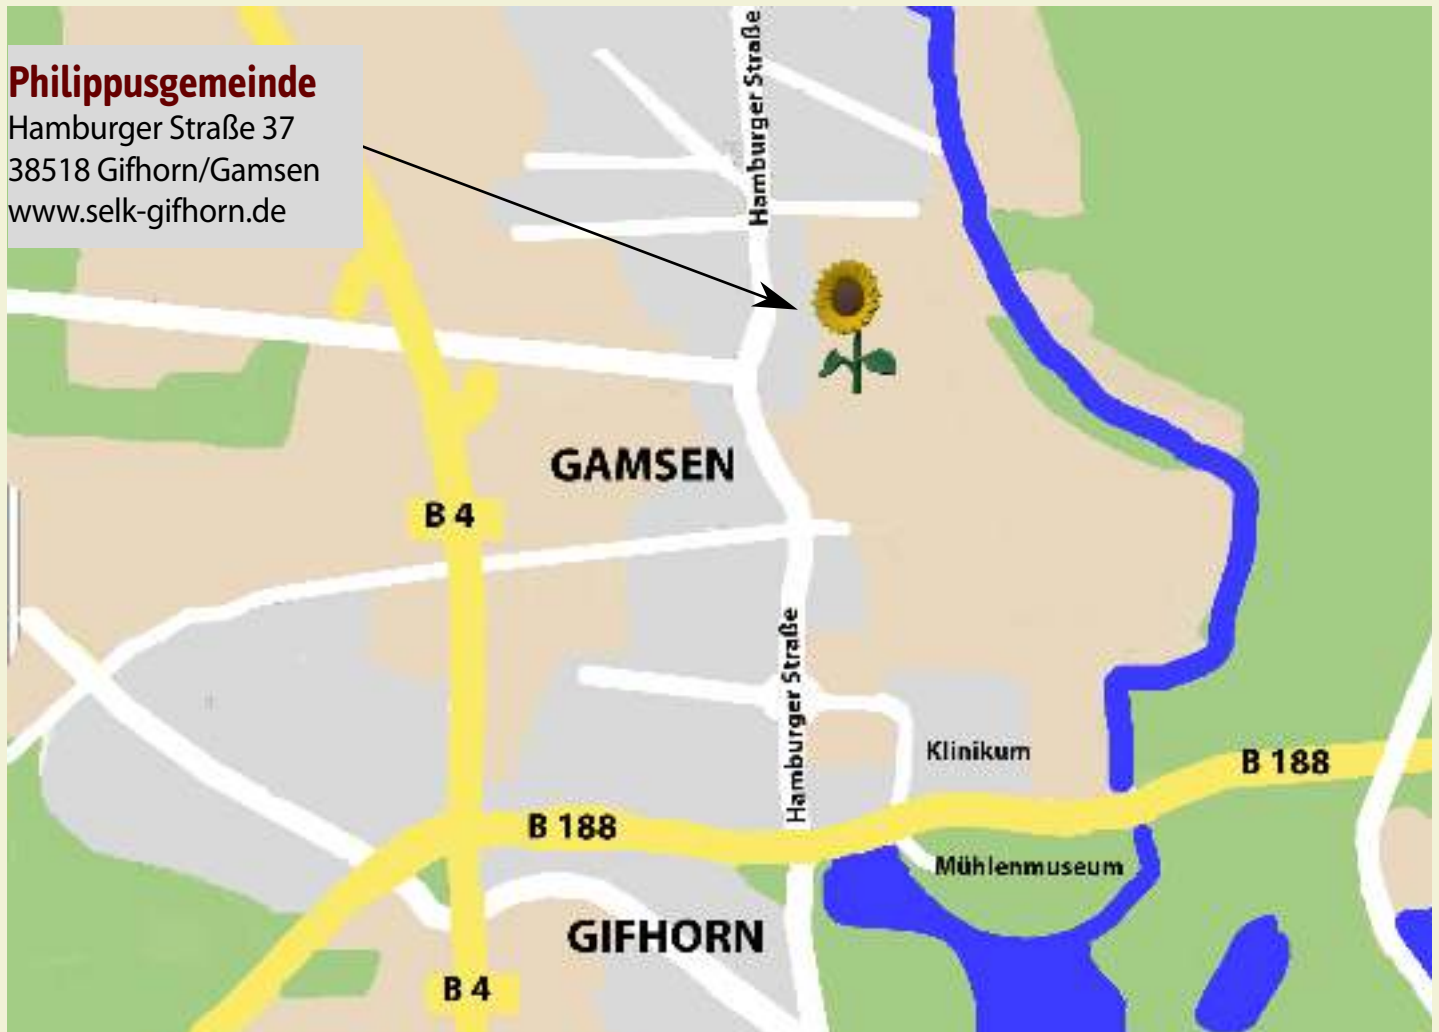 Philippusgemeinde
Hamburger Straße 37
38518 Gifhorn/Gamsen
www.selk-gifhorn.de
Hamburger Straße
GAMSEN
B 4
Hamburger Straße
Klinikum
B 188
B 188
Mühlenmuseum
GIFHORN
B 4